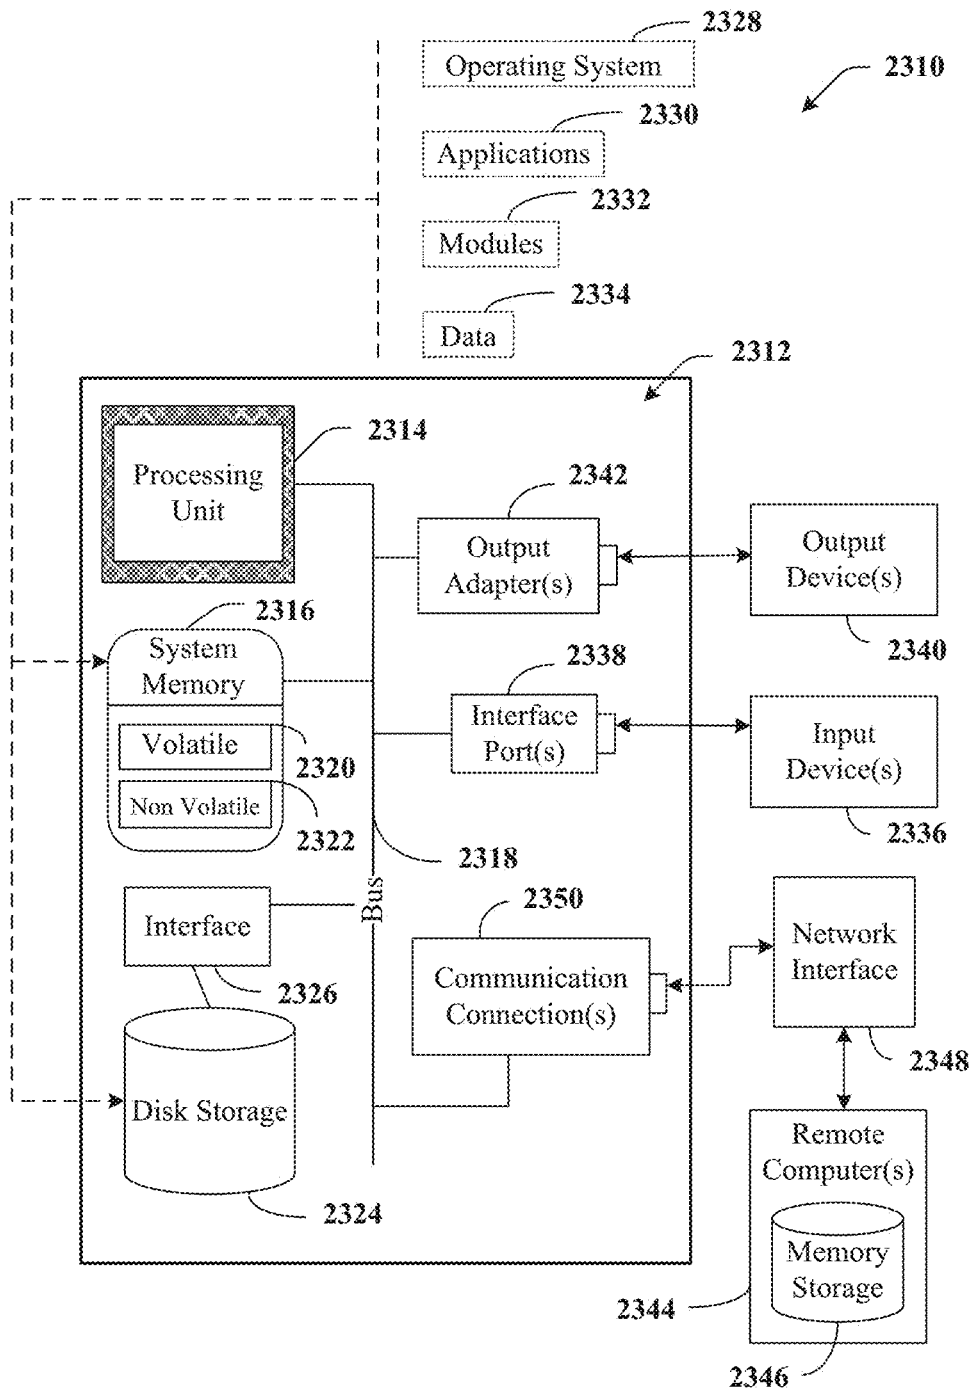 2328
Operating System
2310
2330
Applications
2332
Modules
2334
Data
2312
2314
Processing
Unit
2342
Output
Adapter(s)
Output
Device(s)
2340
2316
System
Memory
2338
Interface
Port(s)
Input
Device(s)
2336
Volatile
2320
Non Volatile
2322
2318
Bus
2350
Interface
2326
Communication
Connection(s)
Network
Interface
2348
Disk Storage
2324
Remote
Computer(s)
Memory
Storage
2344
2346